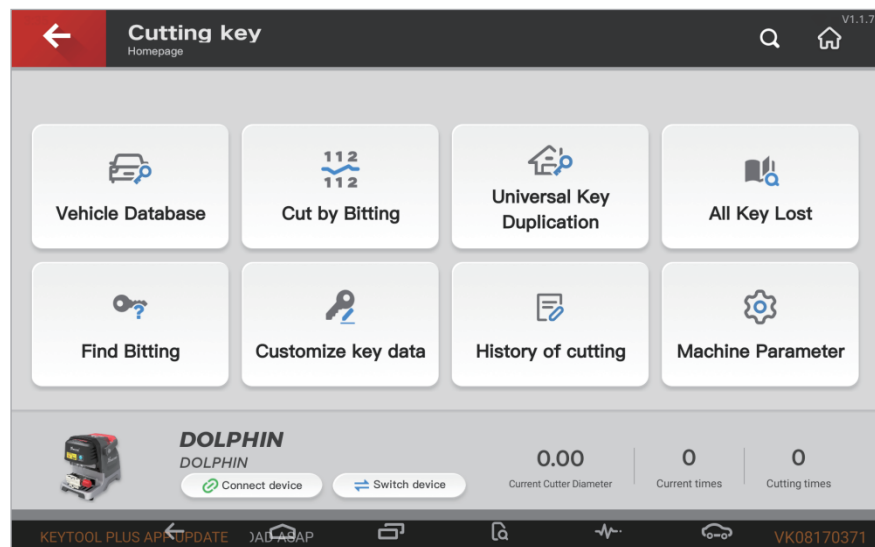 V1.1.7
Cutting key
Homepage
112
112
Vehicle Database
Cut by Bitting
Universal Key
Duplication
All Key Lost
Find Bitting
Customize key data
History of cutting
Machine Parameter
DOLPHIN
DOLPHIN
Connect device
Switch device
0.00
Current Cutter Diameter
0
Current times
0
Cutting times
KEYTOOL PLUS APP UPDATE
OAD ASAP
VK08170371